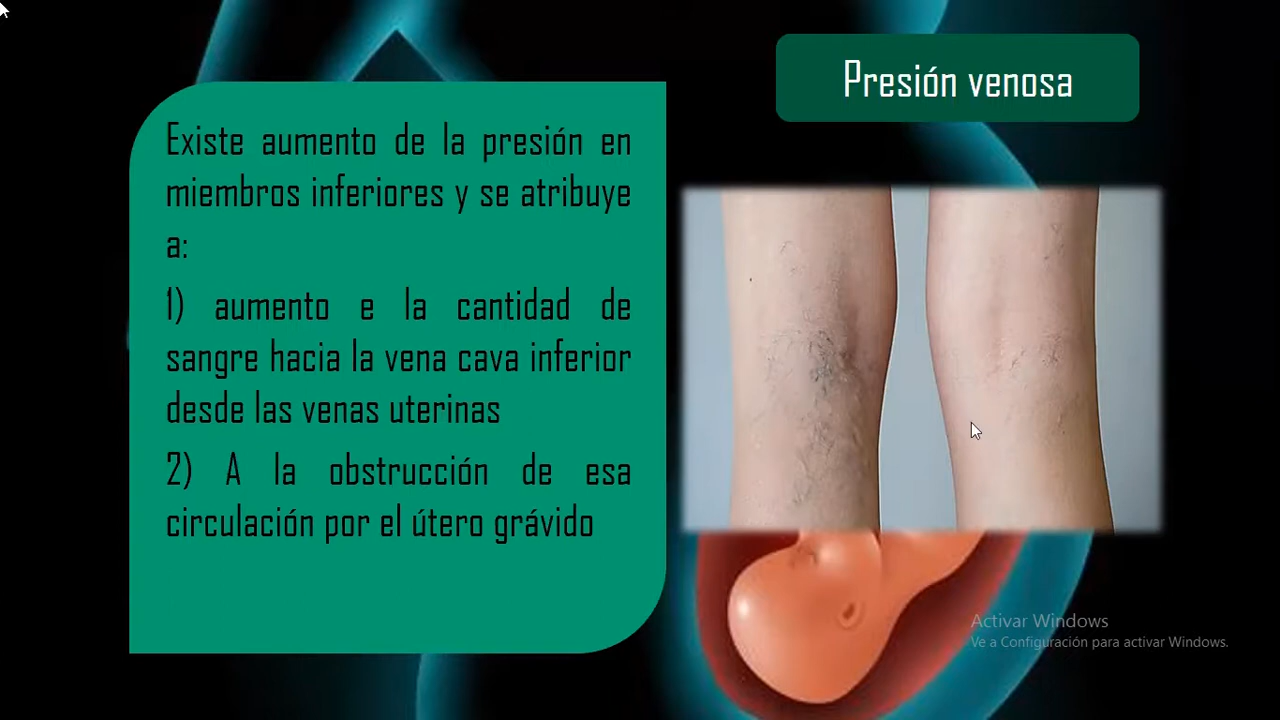 Presión venosa
Existe aumento de la presión en
miembros inferiores y se atribuye
a:
1) aumento e la cantidad de
sangre hacia la vena cava inferior
desde las venas uterinas
2) A la obstrucción de esa
circulación por el útero grávido
Activar Windows
Ve a Configuración para activar Windows.